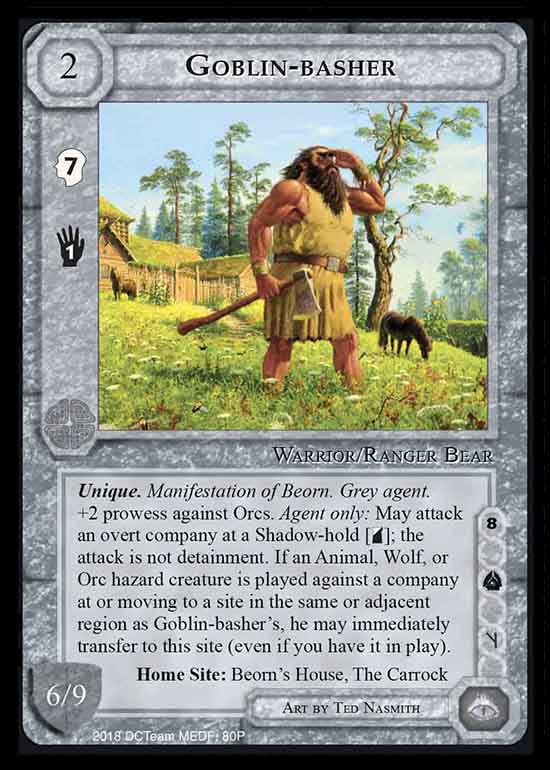 2
GOBLIN-BASHER
7
1
WARRIOR/RANGER BEAR
Unique. Manifestation of Beorn. Grey agent.
+2 prowess against Orcs. Agent only: May attack
an overt company at a Shadow-hold []; the
attack is not detainment. If an Animal, Wolf, or
Orc hazard creature is played against a company
at or moving to a site in the same or adjacent
region as Goblin-basher's, he may immediately
transfer to this site (even if you have it in play).
Home Site: Beorn's House, The Carrock
8
6/9
ART BY TED NASMITH
2018 DCTeam MEDF: 80P